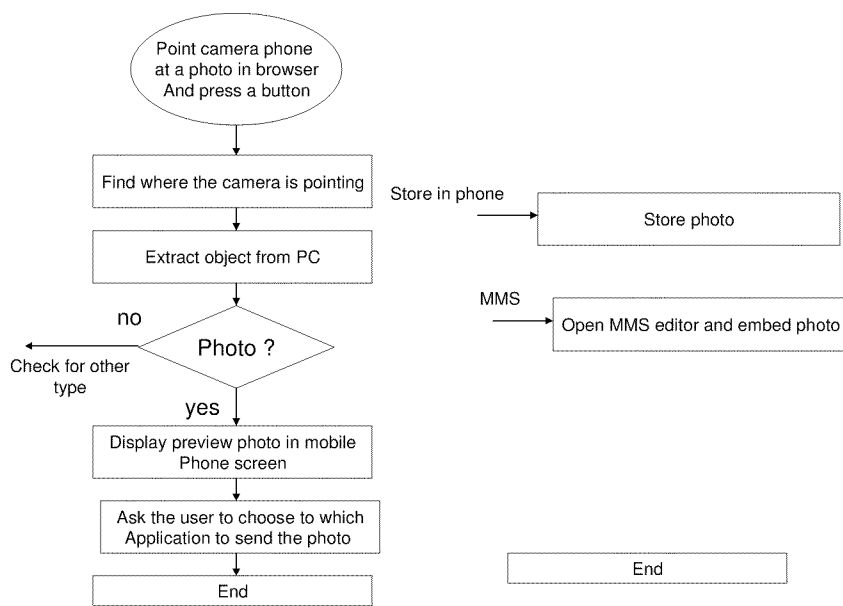 Point camera phone
at a photo in browser
And press a button
Find where the camera is pointing
Extract object from PC
no
Photo ?
Check for other
type
yes
Display preview photo in mobile
Phone screen
Ask the user to choose to which
Application to send the photo
End
Store in phone
Store photo
MMS
Open MMS editor and embed photo
End